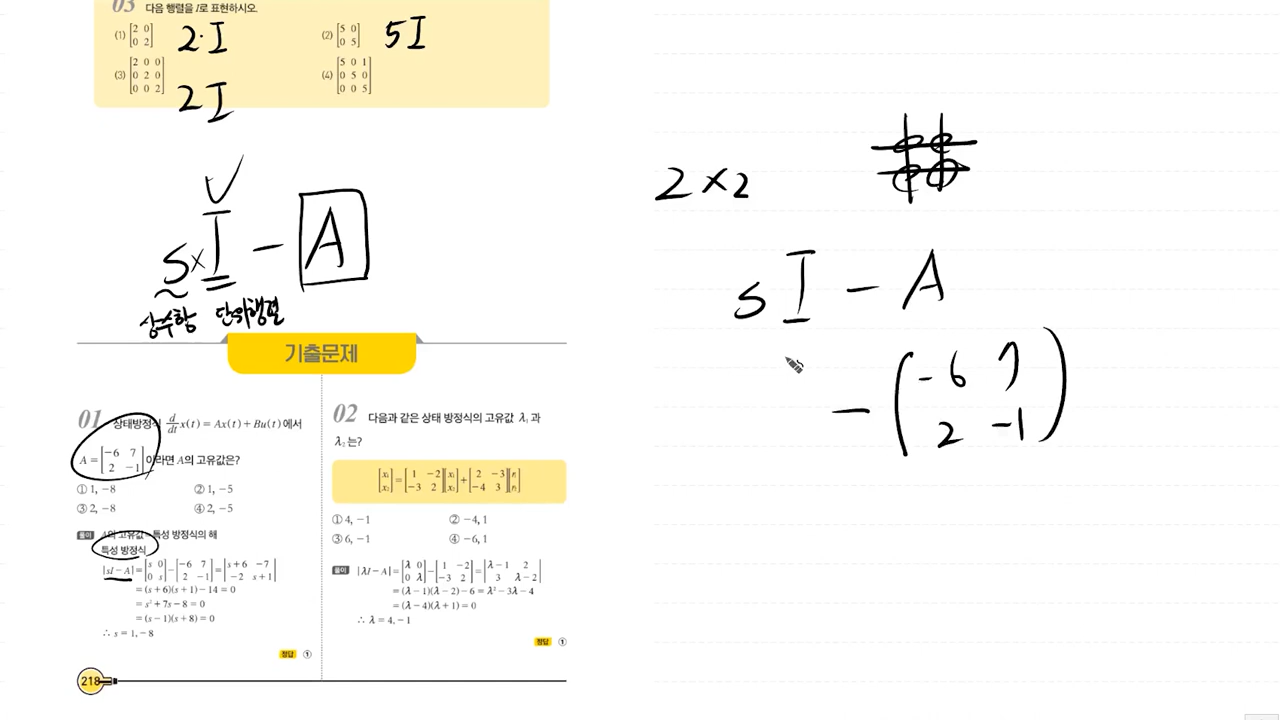 03 다음 행렬을 I로 표현하시오.
(1) [2 0
0 2] 2·I
(2) [5 0
0 5] 5I
(3) [2 0 0
0 2 0
0 0 2] 2I
(4) [5 0 1
0 5 0
0 0 5]
s×I − A
상수항 단위행렬
기출문제
01 상태방정식 d/dt x(t) = Ax(t) + Bu(t)에서
A = [−6 7
2 −1]이라면 A의 고유값은?
① 1, −8 ② 1, −5
③ 2, −8 ④ 2, −5
풀이 A의 고유값 = 특성 방정식의 해
특성 방정식
|sI−A| = [s 0
0 s] − [−6 7
2 −1] = |s+6 −7
−2 s+1|
= (s+6)(s+1)−14 = 0
= s²+7s−8 = 0
= (s−1)(s+8) = 0
∴ s = 1, −8
정답 ①
218
02 다음과 같은 상태 방정식의 고유값 λ₁과
λ₂는?
[x₁
x₂] = [1 −2
−3 2][x₁
x₂] + [2 −3
−4 3][r₁
r₂]
① 4, −1 ② −4, 1
③ 6, −1 ④ −6, 1
풀이 |λI−A| = [λ 0
0 λ] − [1 −2
−3 2] = |λ−1 2
3 λ−2|
= (λ−1)(λ−2)−6 = λ²−3λ−4
= (λ−4)(λ+1) = 0
∴ λ = 4, −1
정답 ①
2×2
sI − A
− (−6 7
2 −1)